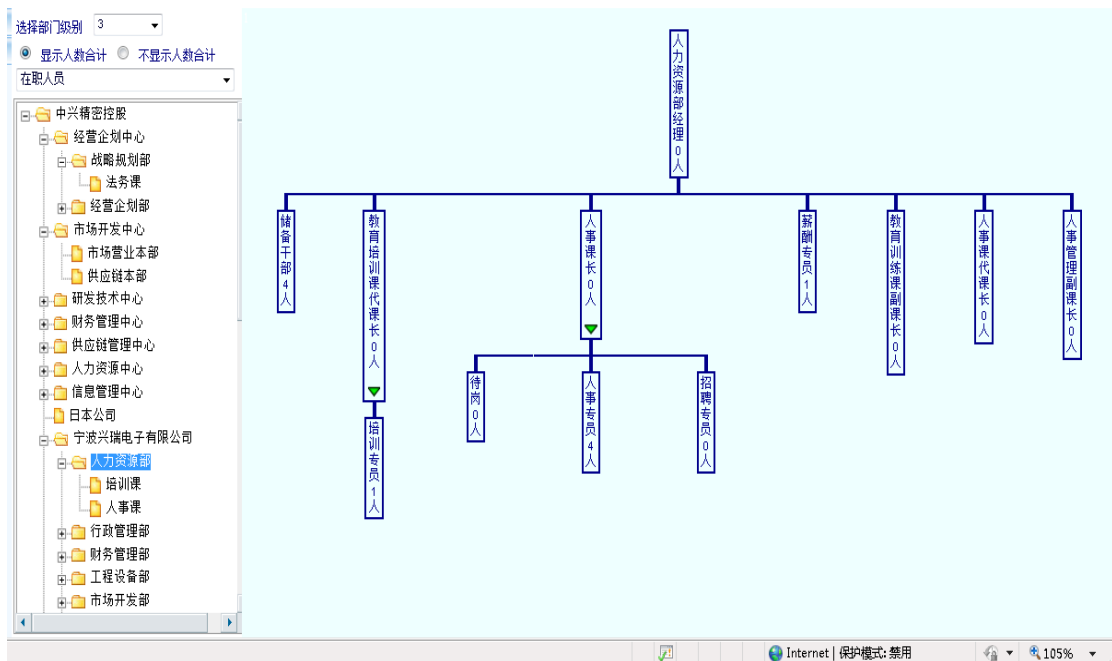 选择部门级别 3
显示人数合计 不显示人数合计
在职人员
中兴精密控股
经营企划中心
战略规划部
法务课
经营企划部
市场开发中心
市场营业本部
供应链本部
研发技术中心
财务管理中心
供应链管理中心
人力资源中心
信息管理中心
日本公司
宁波兴瑞电子有限公司
人力资源部
培训课
人事课
行政管理部
财务管理部
工程设备部
市场开发部
人力资源部经理0人
储备干部4人
教育培训课代课长0人
人事课长0人
薪酬专员1人
教育训练课副课长0人
人事课代课长0人
人事管理副课长0人
培训专员1人
待岗0人
人事专员4人
招聘专员0人
Internet | 保护模式: 禁用
105%